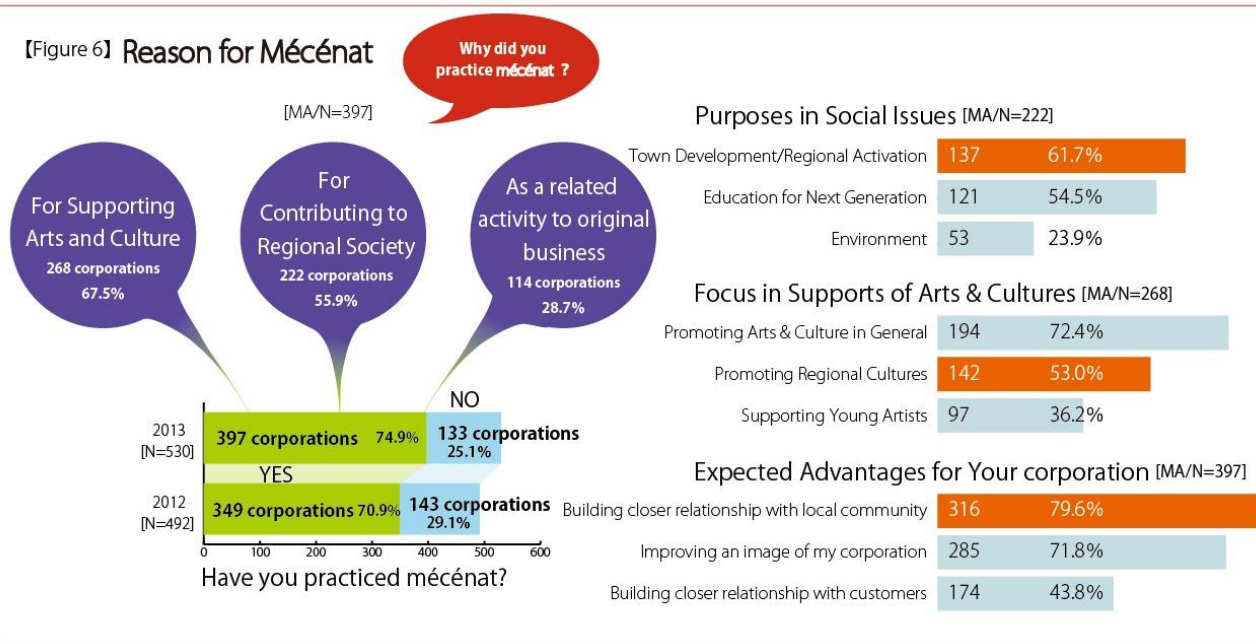 【Figure 6】 Reason for Mécénat
Why did you
practice mécénat ?
[MA/N=397]
For Supporting
Arts and Culture
268 corporations
67.5%
For
Contributing to
Regional Society
222 corporations
55.9%
As a related
activity to original
business
114 corporations
28.7%
NO
2013
[N=530]
397 corporations 74.9%
133 corporations
25.1%
YES
2012
[N=492]
349 corporations 70.9%
143 corporations
29.1%
0 100 200 300 400 500 600
Have you practiced mécénat?
Purposes in Social Issues [MA/N=222]
Town Development/Regional Activation 137 61.7%
Education for Next Generation 121 54.5%
Environment 53 23.9%
Focus in Supports of Arts & Cultures [MA/N=268]
Promoting Arts & Culture in General 194 72.4%
Promoting Regional Cultures 142 53.0%
Supporting Young Artists 97 36.2%
Expected Advantages for Your corporation [MA/N=397]
Building closer relationship with local community 316 79.6%
Improving an image of my corporation 285 71.8%
Building closer relationship with customers 174 43.8%